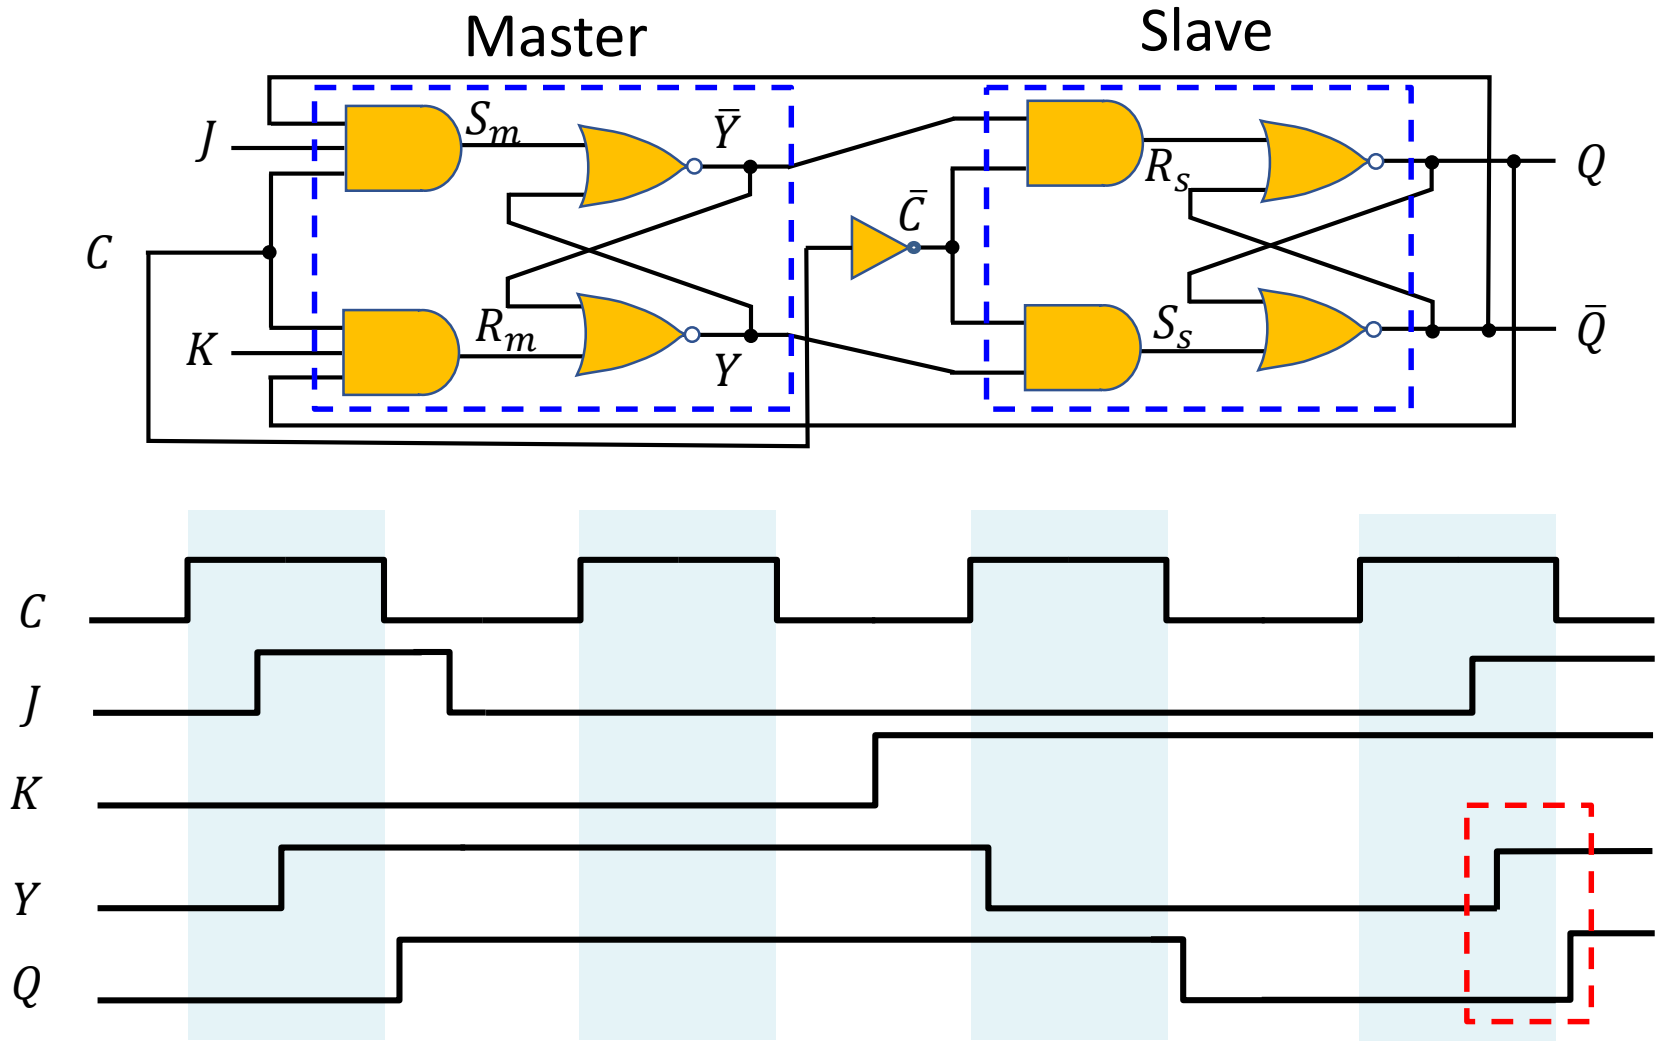 Master
Slave
J
S_m
Y̅
R_s
Q
C
C̅
K
R_m
Y
S_s
Q̅
C
J
K
Y
Q